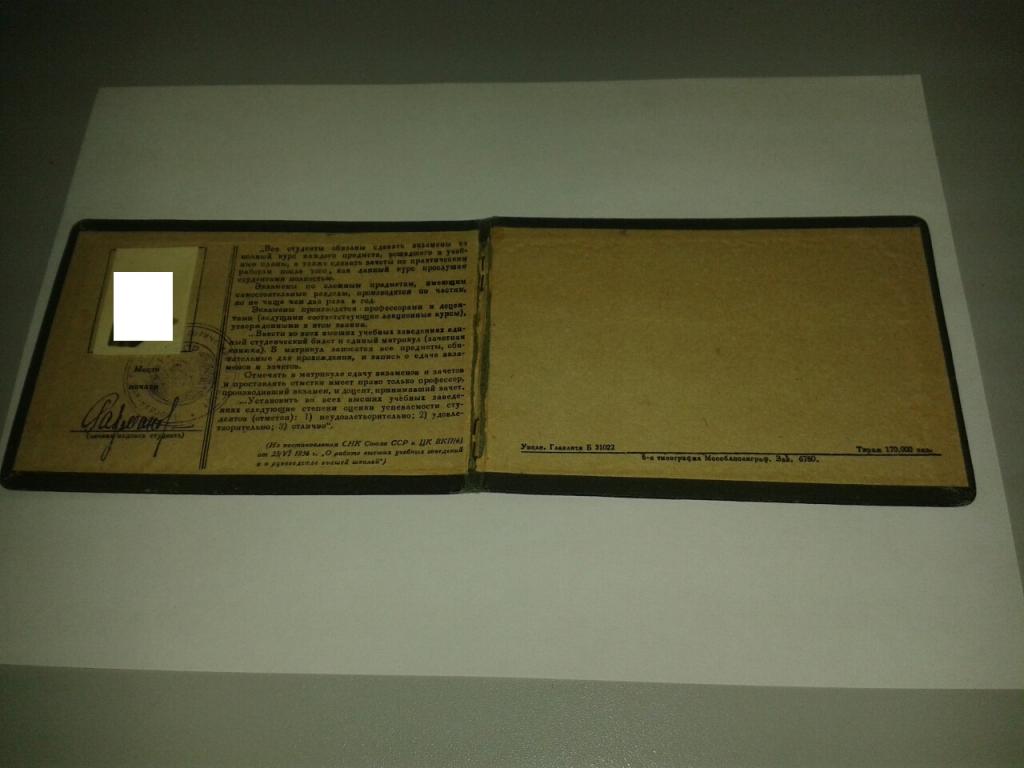 „Все студенты обязаны сдавать экзамены за
полный курс каждого предмета, вошедшего в учеб-
ные планы, а также сдавать зачеты по практическим
работам после того, как данный курс прослушан
студентами полностью.
Экзамены по сложным предметам, имеющим
самостоятельные разделы, производятся по частям,
но не чаще чем два раза в год.
Экзамены производятся профессорами и доцен-
тами (ведущими соответствующие лекционные курсы),
утвержденными в этом звании.
...Ввести во всех высших учебных заведениях еди-
ный студенческий билет и единый матрикул (зачетная
книжка). В матрикул заносятся все предметы, обя-
зательные для прохождения, и запись о сдаче экза-
менов и зачетов.
Отмечать в матрикуле сдачу экзаменов и зачетов
и проставлять отметки имеет право только профессор,
производивший экзамен, и доцент, принимавший зачет.
...Установить во всех высших учебных заведе-
ниях следующие степени оценки успеваемости сту-
дентов (отметки): 1) неудовлетворительно; 2) удовле-
творительно; 3) отлично“.
(Из постановления СНК Союза ССР и ЦК ВКП(б)
от 23/VI 1936 г. „О работе высших учебных заведений
и о руководстве высшей школой“)
Место
печати
(личная подпись студента)
Уполн. Главлита Б 31022
Тираж 170.000 экз.
6-я типография Мособлполиграф. Зак. 6780.